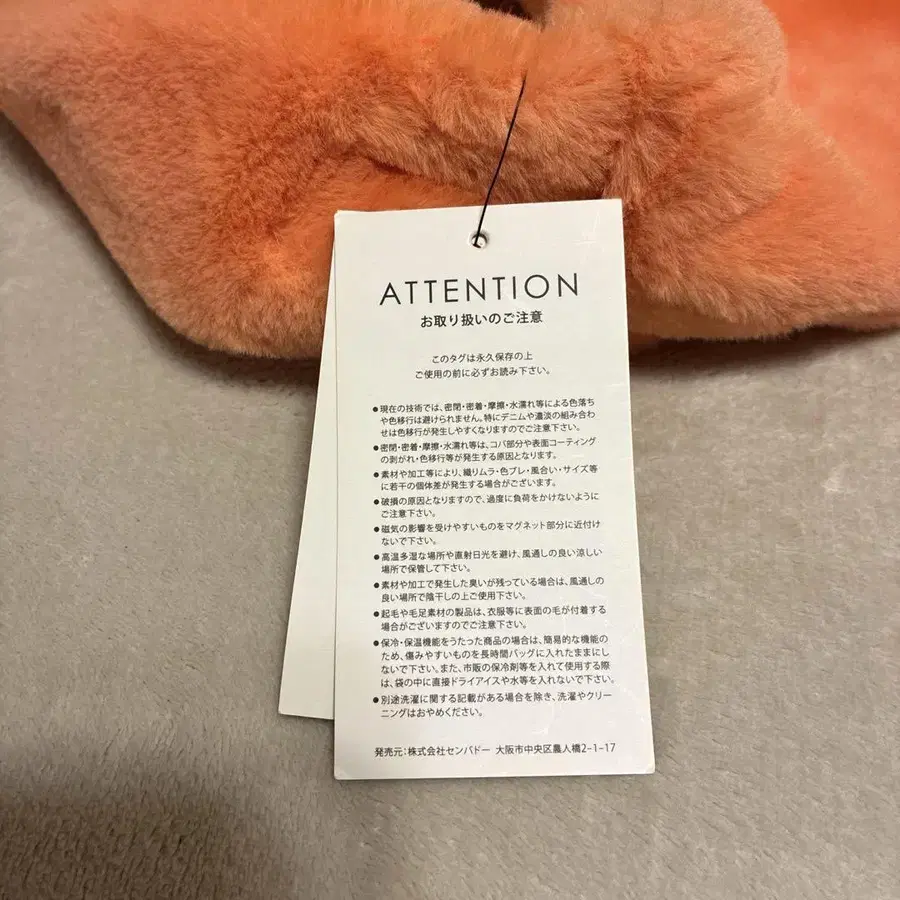 ATTENTION
お取り扱いのご注意
このタグは永久保存の上
ご使用の前に必ずお読み下さい。
●現在の技術では、密閉・密着・摩擦・水濡れ等による色落ち
や色移行は避けられません。特にデニムや濃淡の組み合わ
せは色移行が発生しやすくなりますのでご注意下さい。
●密閉・密着・摩擦・水濡れ等は、コバ部分や表面コーティング
の剥がれ・色移行等が発生する原因となります。
●素材や加工等により、織りムラ・色ブレ・風合い・サイズ等
に若干の個体差が発生する場合がございます。
●破損の原因となりますので、過度に負荷をかけないように
ご注意下さい。
●磁気の影響を受けやすいものをマグネット部分に近付け
ないで下さい。
●高温多湿な場所や直射日光を避け、風通しの良い涼しい
場所で保管して下さい。
●素材や加工で発生した臭いが残っている場合は、風通しの
良い場所で陰干しの上ご使用下さい。
●起毛や毛足素材の製品は、衣服等に表面の毛が付着する
場合がございますのでご注意下さい。
●保冷・保温機能をうたった商品の場合は、簡易的な機能の
ため、傷みやすいものを長時間バッグに入れたままにし
ないで下さい。また、市販の保冷剤等を入れて使用する際
は、袋の中に直接ドライアイスや水等を入れないで下さい。
●別途洗濯に関する記載がある場合を除き、洗濯やクリー
ニングはおやめください。
発売元：株式会社センバドー 大阪市中央区農人橋2-1-17